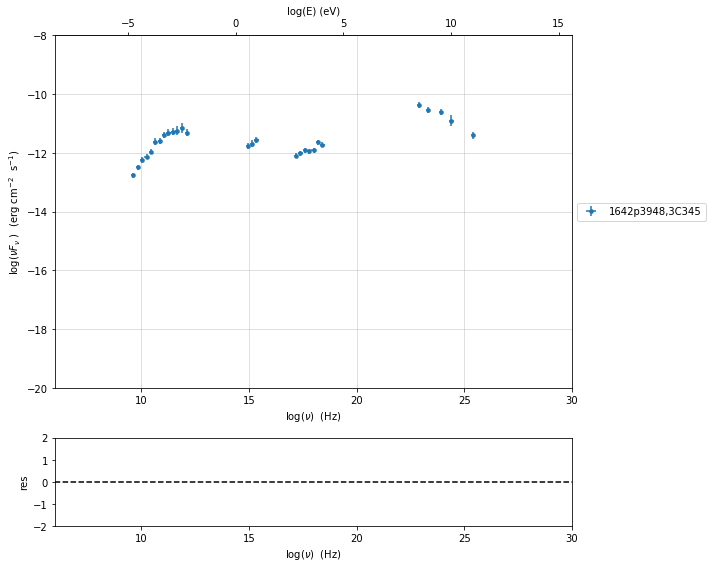 log(E) (eV)
−5 0 5 10 15
−8
−10
−12
−14
−16
−18
−20
log(νFν )  (erg cm−2  s−1)
1642p3948,3C345
10 15 20 25 30
log(ν)  (Hz)
2
1
0
−1
−2
res
10 15 20 25 30
log(ν)  (Hz)